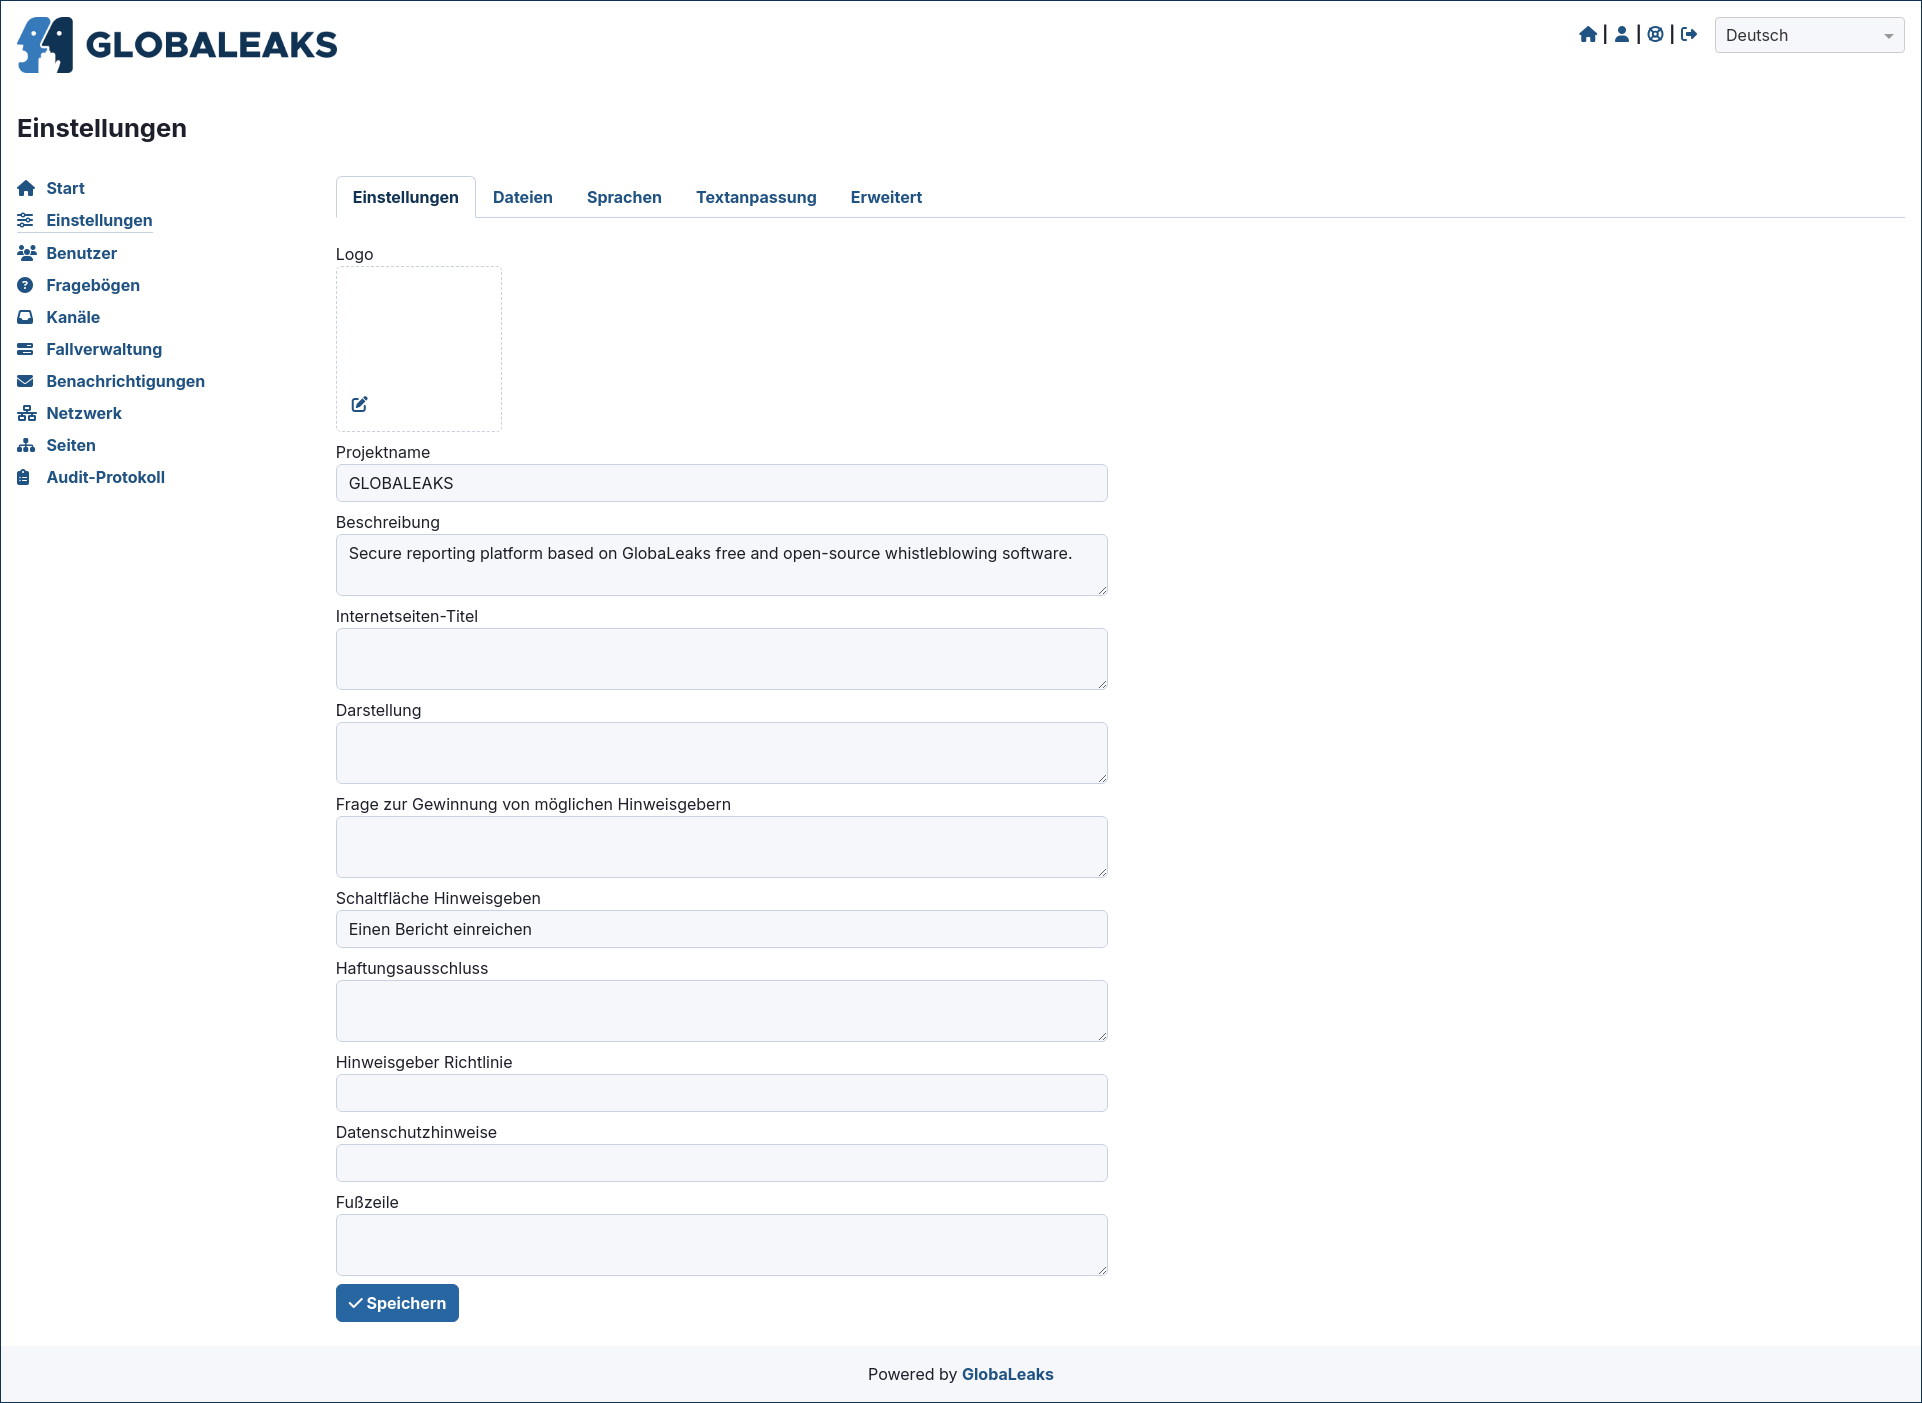 GLOBALEAKS
Deutsch
Einstellungen
Start
Einstellungen
Benutzer
Fragebögen
Kanäle
Fallverwaltung
Benachrichtigungen
Netzwerk
Seiten
Audit-Protokoll
Einstellungen Dateien Sprachen Textanpassung Erweitert
Logo
Projektname
GLOBALEAKS
Beschreibung
Secure reporting platform based on GlobaLeaks free and open-source whistleblowing software.
Internetseiten-Titel
Darstellung
Frage zur Gewinnung von möglichen Hinweisgebern
Schaltfläche Hinweisgeben
Einen Bericht einreichen
Haftungsausschluss
Hinweisgeber Richtlinie
Datenschutzhinweise
Fußzeile
Speichern
Powered by GlobaLeaks